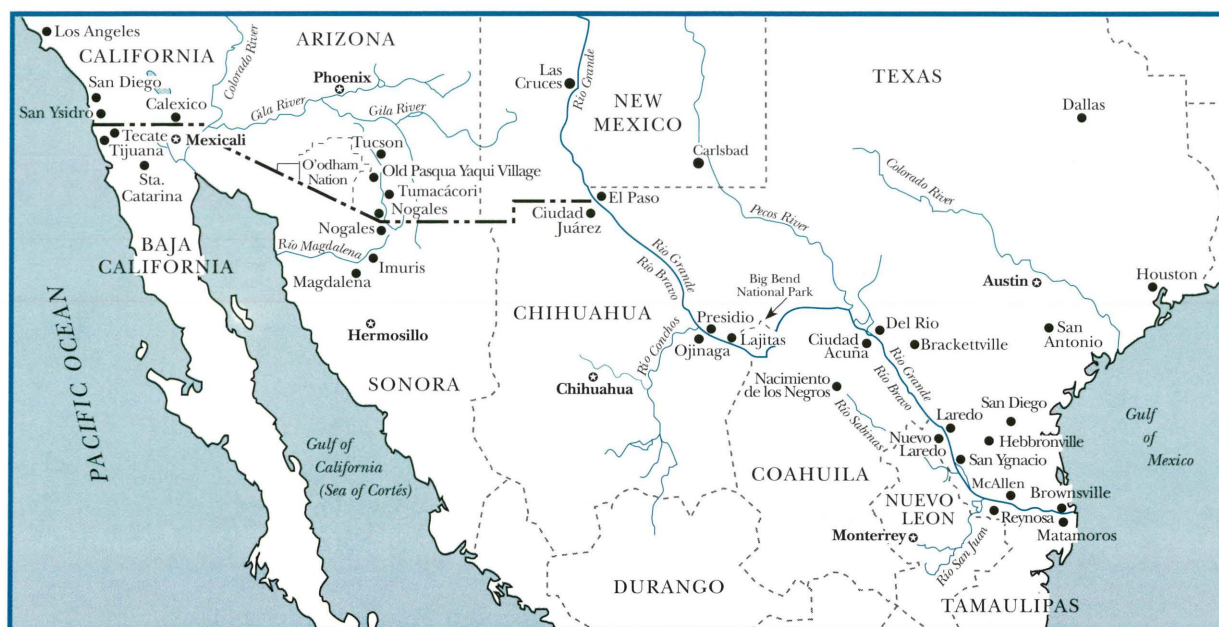 Los Angeles
CALIFORNIA
ARIZONA
Colorado River
San Diego
San Ysidro
Calexico
Phoenix
Gila River
Gila River
Tecate
Mexicali
Tijuana
Sta.
Catarina
Tucson
O'odham
Nation
Old Pasqua Yaqui Village
Tumacácori
Nogales
Nogales
BAJA
CALIFORNIA
Río Magdalena
Imuris
Magdalena
Hermosillo
SONORA
PACIFIC OCEAN
Gulf of
California
(Sea of Cortés)
Las
Cruces
Rio Grande
NEW
MEXICO
Carlsbad
TEXAS
Dallas
El Paso
Ciudad
Juárez
Pecos River
Colorado River
Rio Grande
Río Bravo
Big Bend
National Park
Austin
Houston
CHIHUAHUA
Presidio
Lajitas
Ojinaga
Río Conchos
Chihuahua
Del Rio
Ciudad
Acuna
Brackettville
San
Antonio
Nacimiento
de los Negros
Rio Grande
Río Bravo
Río Sabinas
San Diego
Laredo
Nuevo
Laredo
Hebbronville
San Ygnacio
Gulf
of
Mexico
COAHUILA
McAllen
Brownsville
NUEVO
LEON
Reynosa
Matamoros
Monterrey
Río San Juan
DURANGO
TAMAULIPAS